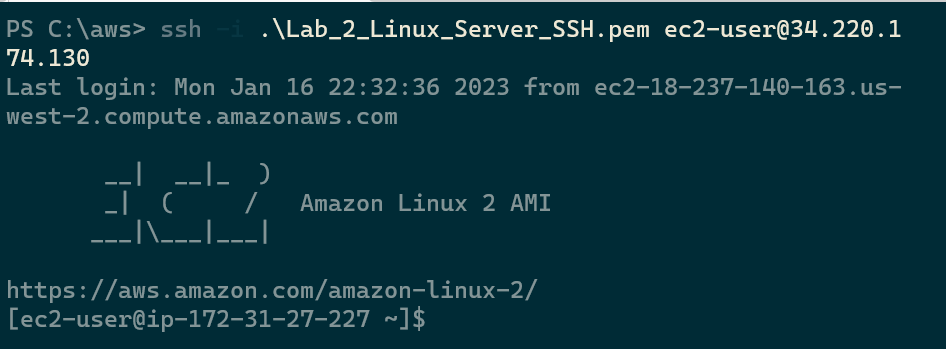 PS C:\aws> ssh -i .\Lab_2_Linux_Server_SSH.pem ec2-user@34.220.1
74.130
Last login: Mon Jan 16 22:32:36 2023 from ec2-18-237-140-163.us-
west-2.compute.amazonaws.com

       __|  __|_  )
       _|  (     /   Amazon Linux 2 AMI
      ___|\___|___|

https://aws.amazon.com/amazon-linux-2/
[ec2-user@ip-172-31-27-227 ~]$